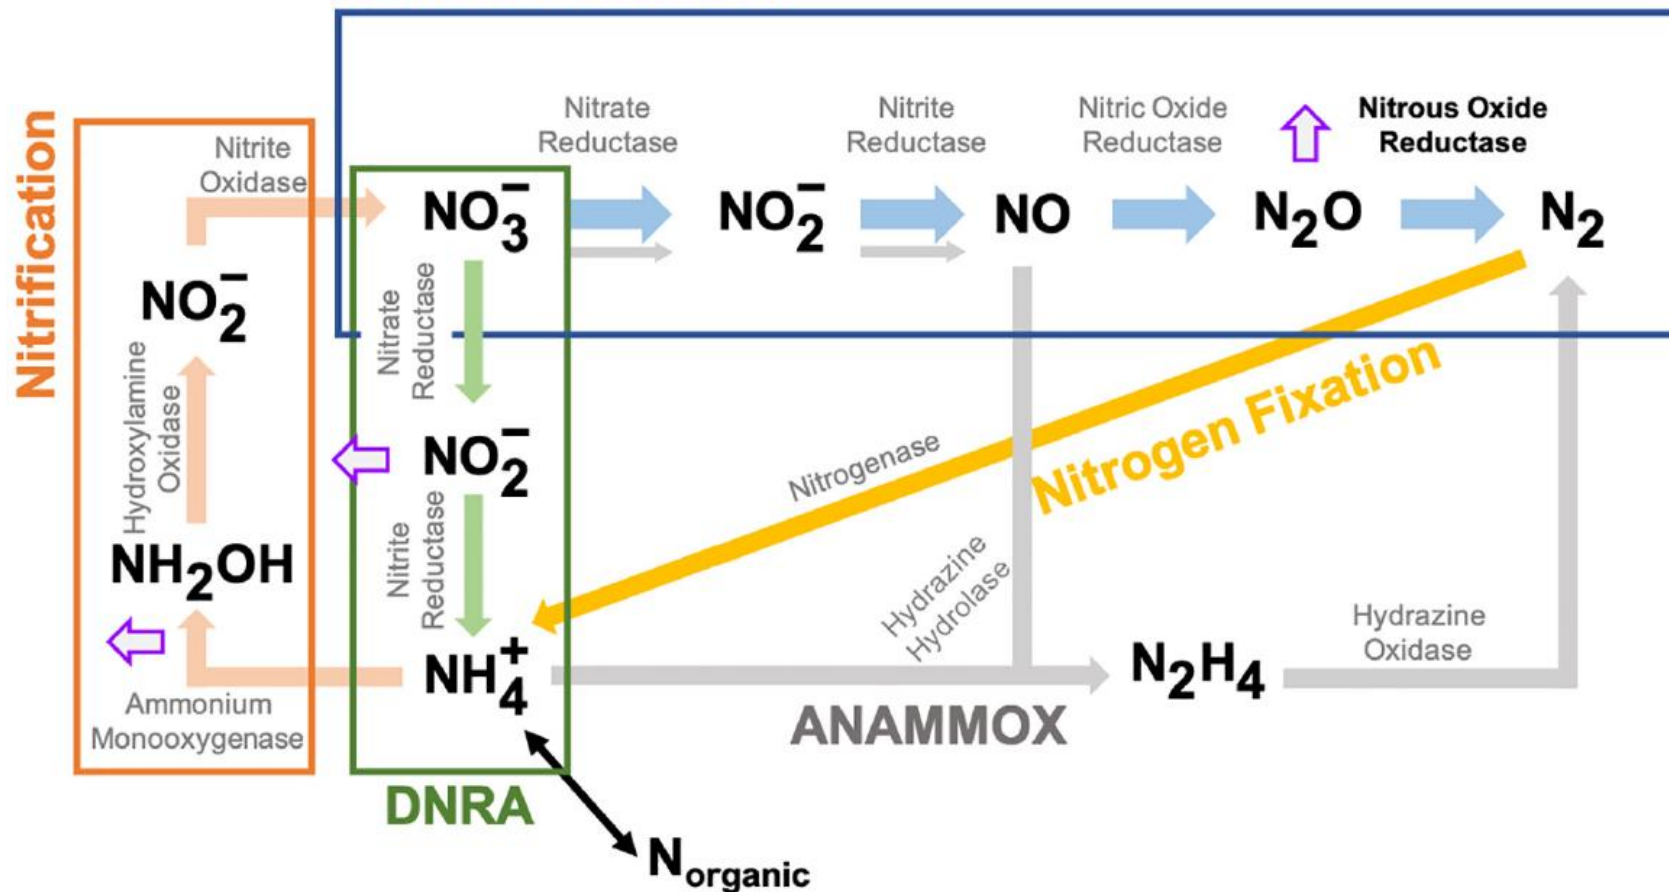 Nitrification
Nitrite
Oxidase
NO₂⁻
Hydroxylamine
Oxidase
NH₂OH
Ammonium
Monooxygenase
Nitrate
Reductase
Nitrite
Reductase
Nitric Oxide
Reductase
Nitrous Oxide
Reductase
NO₃⁻
NO₂⁻
NO
N₂O
N₂
Nitrate
Reductase
NO₂⁻
Nitrite
Reductase
NH₄⁺
DNRA
Nitrogenase
Nitrogen Fixation
Hydrazine
Hydrolase
N₂H₄
Hydrazine
Oxidase
ANAMMOX
Norganic